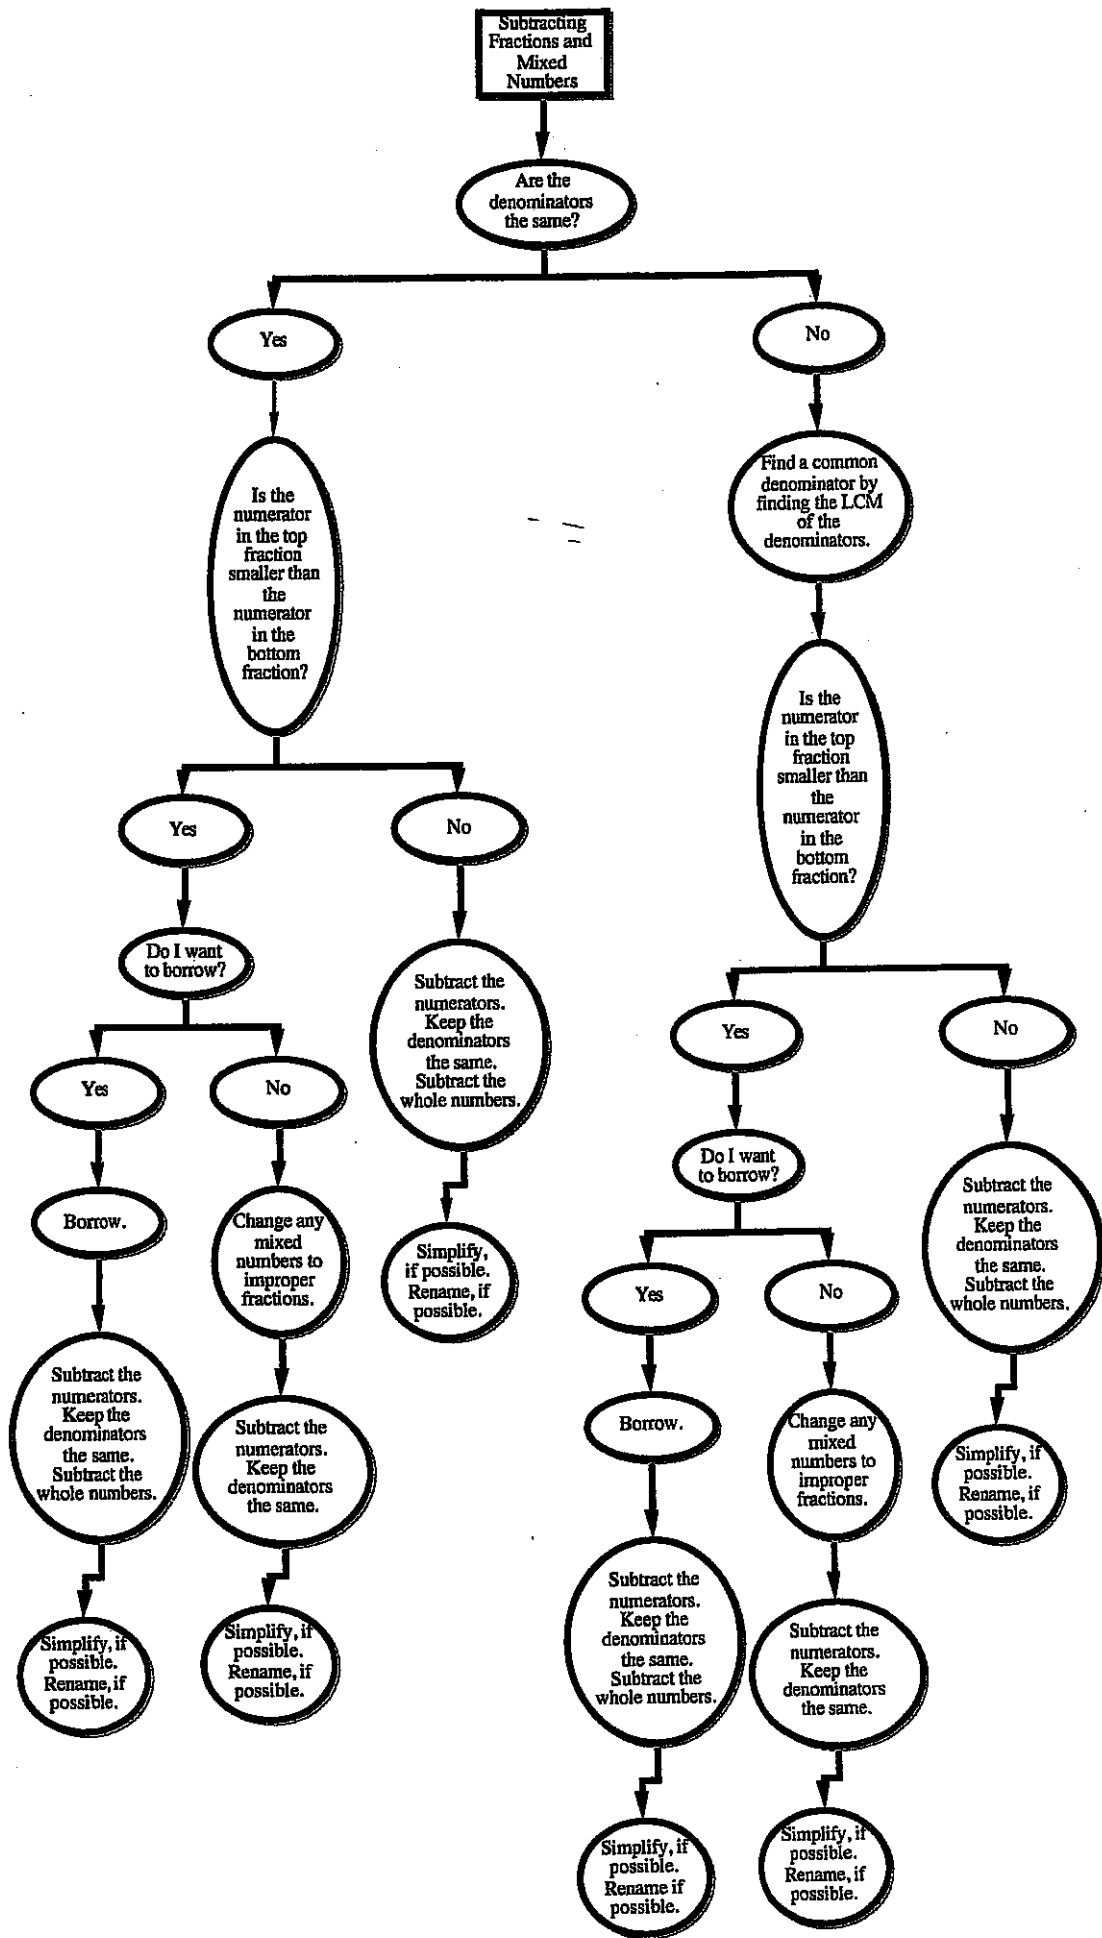 Subtracting
Fractions and
Mixed
Numbers
Are the
denominators
the same?
Yes
No
Is the
numerator
in the top
fraction
smaller than
the
numerator
in the
bottom
fraction?
Find a common
denominator by
finding the LCM
of the
denominators.
Is the
numerator
in the top
fraction
smaller than
the
numerator
in the
bottom
fraction?
Yes
No
Do I want
to borrow?
Subtract the
numerators.
Keep the
denominators
the same.
Subtract the
whole numbers.
Yes
No
Borrow.
Change any
mixed
numbers to
improper
fractions.
Simplify,
if possible.
Rename, if
possible.
Subtract the
numerators.
Keep the
denominators
the same.
Subtract the
whole numbers.
Subtract the
numerators.
Keep the
denominators
the same.
Simplify, if
possible.
Rename, if
possible.
Simplify, if
possible.
Rename, if
possible.
Yes
No
Do I want
to borrow?
Subtract the
numerators.
Keep the
denominators
the same.
Subtract the
whole numbers.
Yes
No
Borrow.
Change any
mixed
numbers to
improper
fractions.
Simplify, if
possible.
Rename, if
possible.
Subtract the
numerators.
Keep the
denominators
the same.
Subtract the
whole numbers.
Subtract the
numerators.
Keep the
denominators
the same.
Simplify, if
possible.
Rename if
possible.
Simplify, if
possible.
Rename, if
possible.